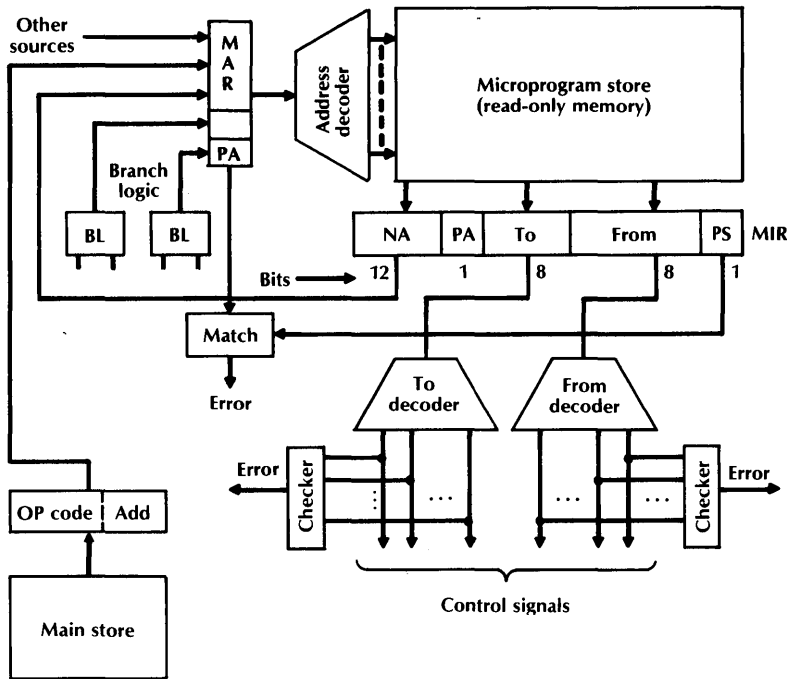 Other
sources
M
A
R
PA
Branch
logic
BL
BL
Address
decoder
Microprogram store
(read-only memory)
NA
PA
To
From
PS
MIR
Bits
12
1
8
8
1
Match
Error
To
decoder
From
decoder
Error
Checker
...
...
...
...
Checker
Error
OP code
Add
Control signals
Main store